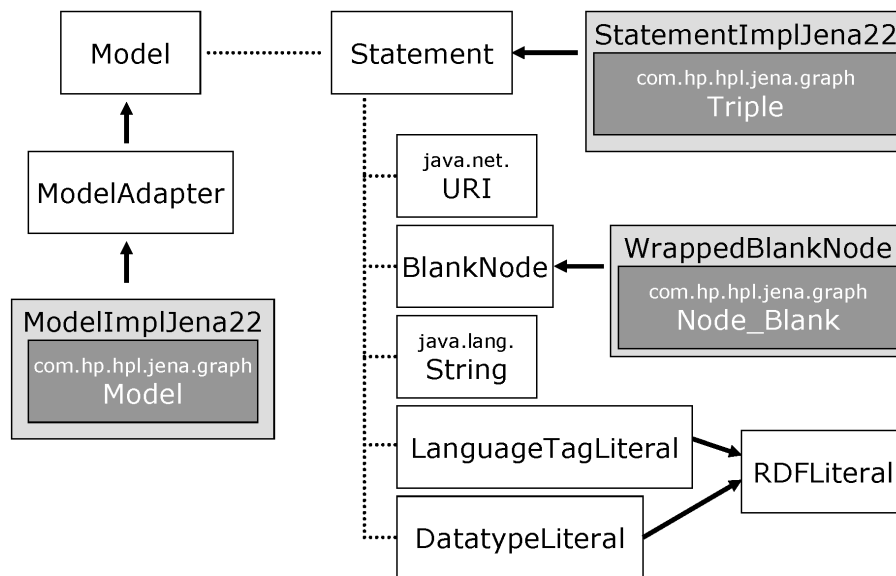 Model
Statement
StatementImplJena22
com.hp.hpl.jena.graph
Triple
ModelAdapter
java.net.
URI
BlankNode
WrappedBlankNode
com.hp.hpl.jena.graph
Node_Blank
ModelImplJena22
com.hp.hpl.jena.graph
Model
java.lang.
String
LanguageTagLiteral
RDFLiteral
DatatypeLiteral